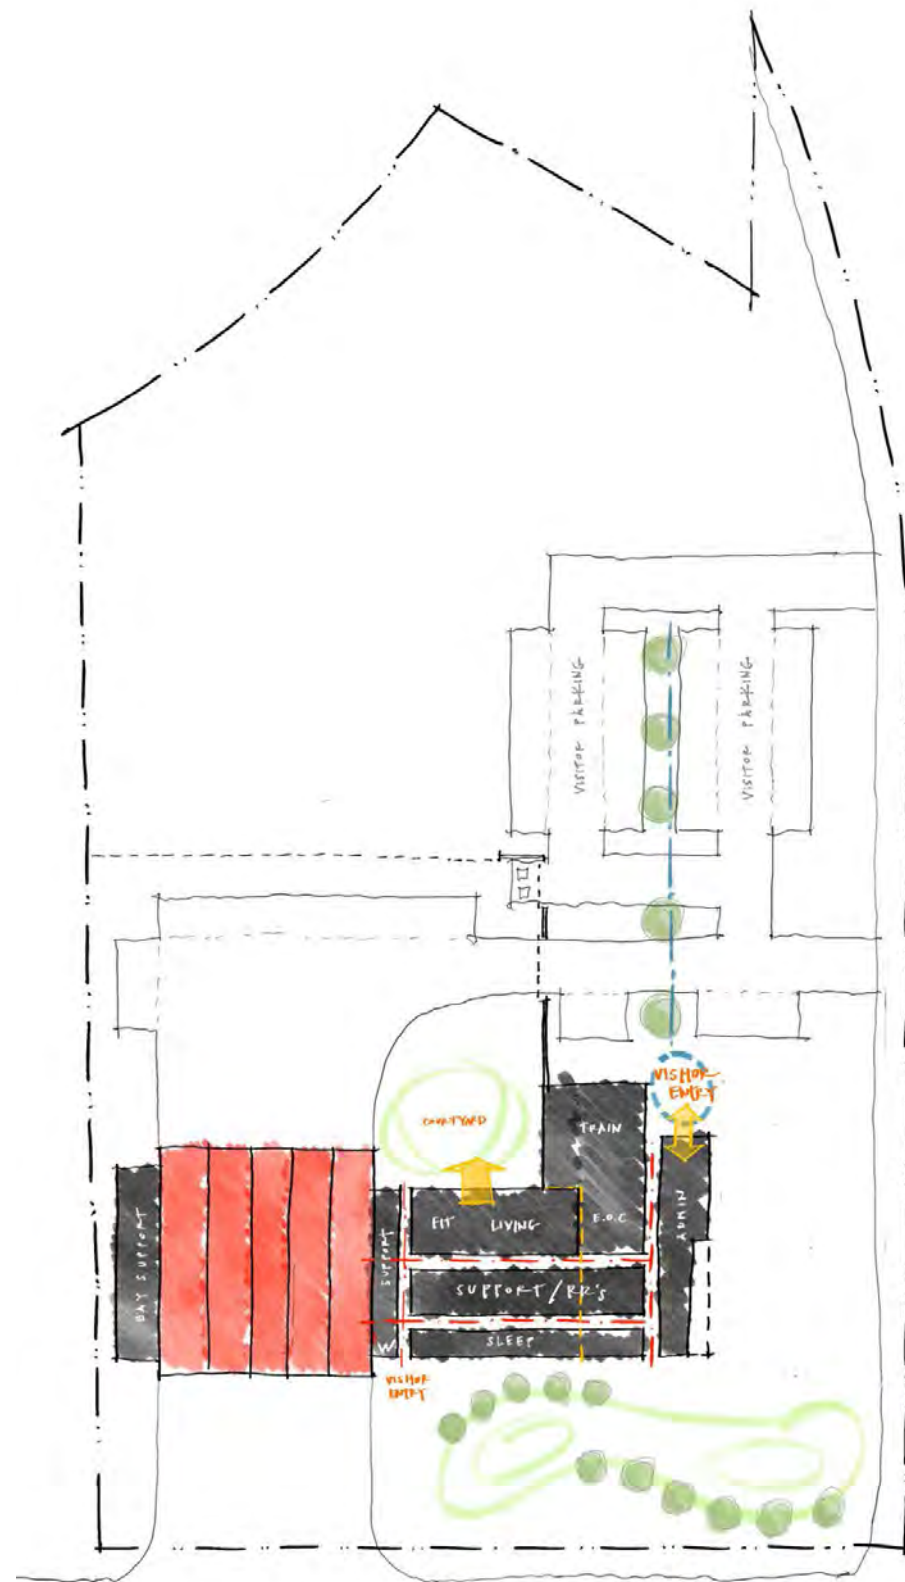 VISITOR PARKING
VISITOR PARKING
VISITOR
ENTRY
COURTYARD
TRAIN
E.O.C
ADMIN
BAY SUPPORT
SUPPORT
W
FIT LIVING
SUPPORT/RR'S
SLEEP
VISITOR
ENTRY